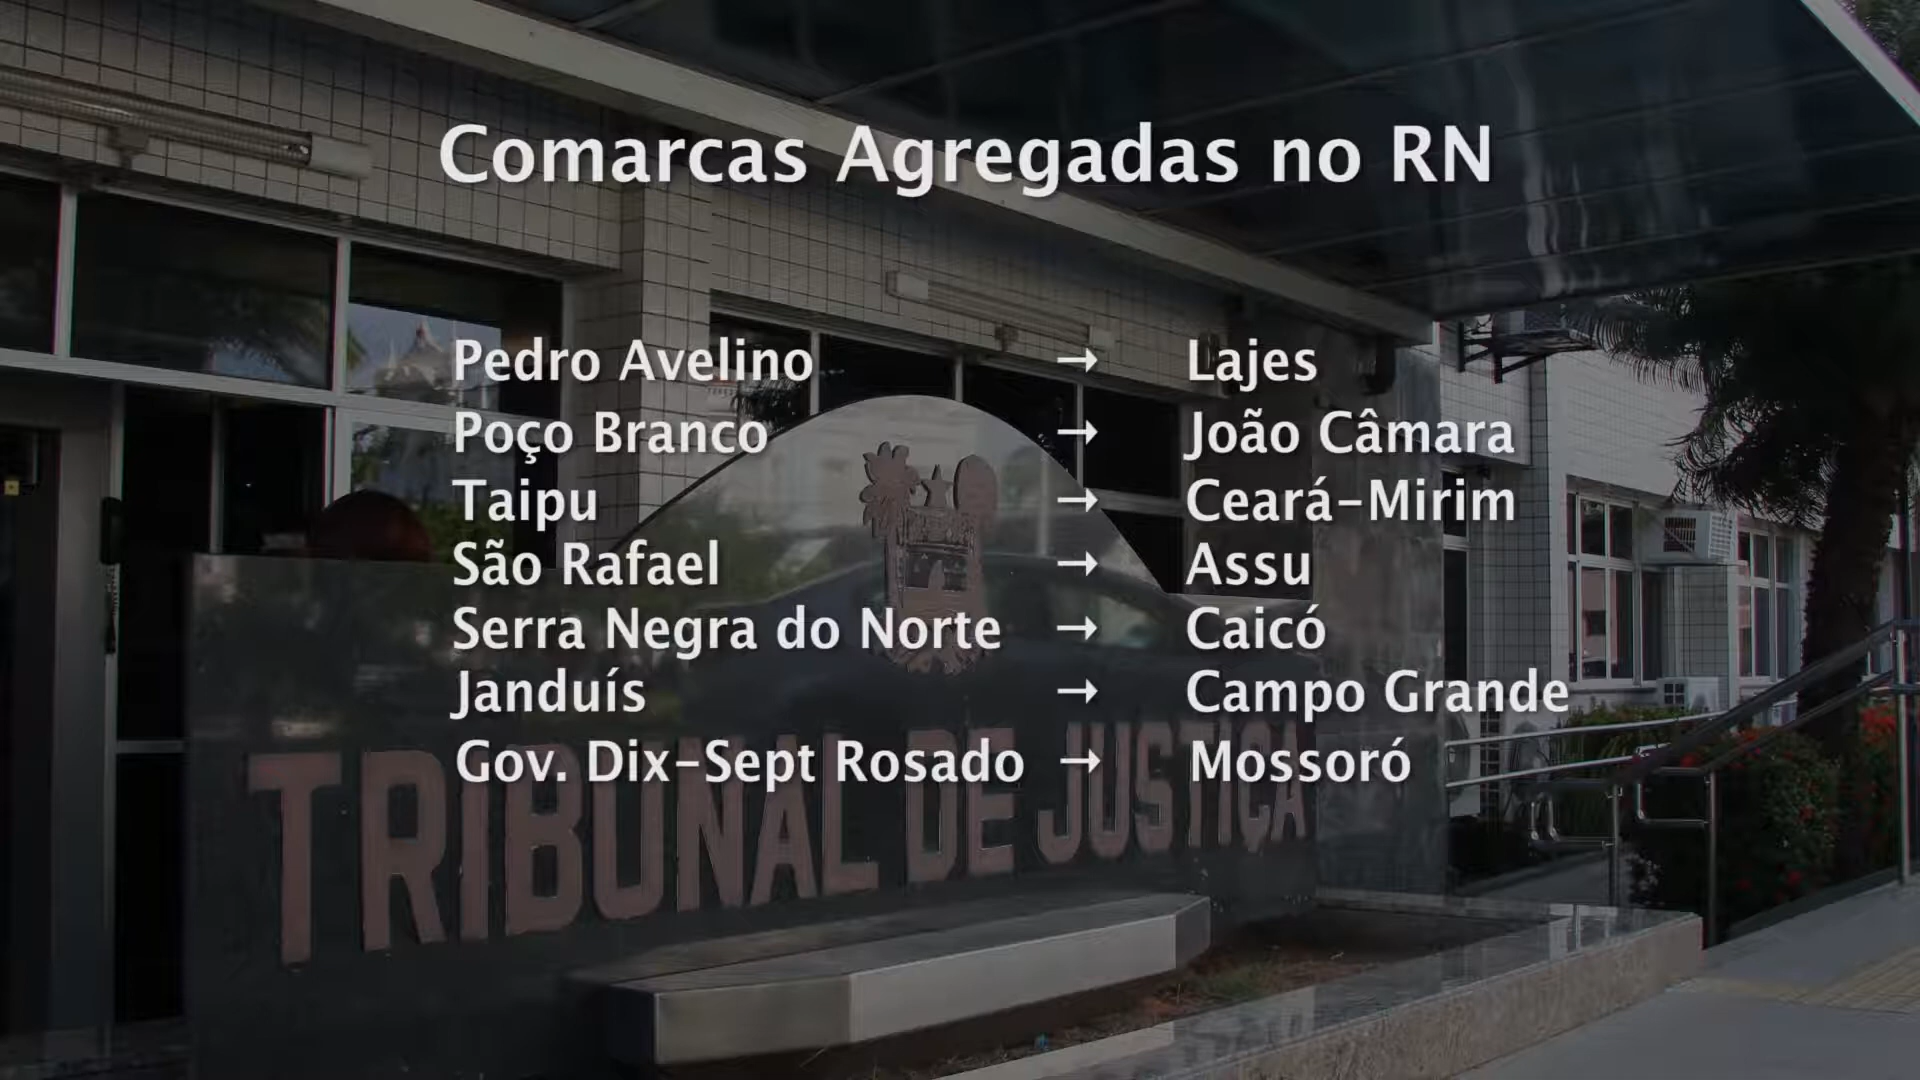 Comarcas Agregadas no RN
Pedro Avelino → Lajes
Poço Branco → João Câmara
Taipu → Ceará-Mirim
São Rafael → Assu
Serra Negra do Norte → Caicó
Janduís → Campo Grande
Gov. Dix-Sept Rosado → Mossoró
TRIBUNAL DE JUSTIÇA